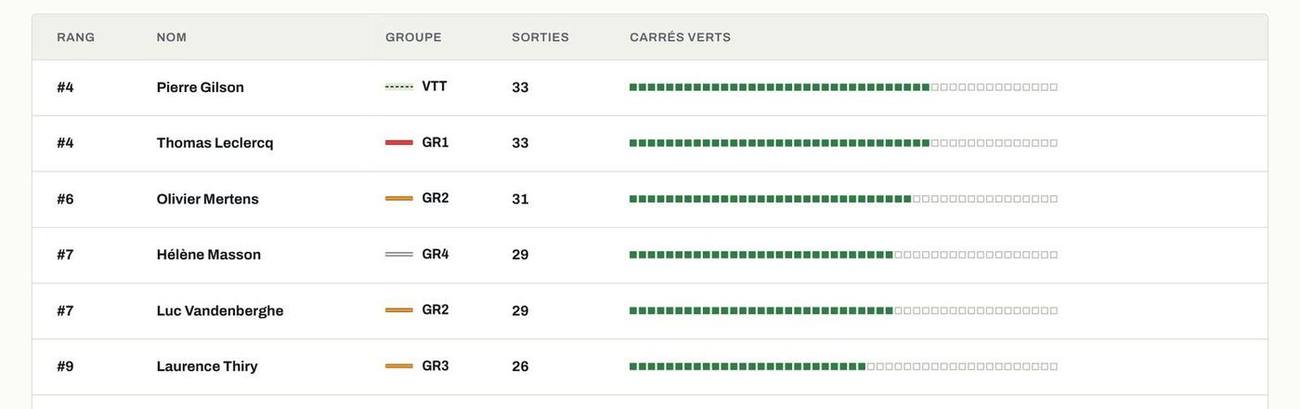 RANG NOM GROUPE SORTIES CARRÉS VERTS
#4 Pierre Gilson VTT 33
#4 Thomas Leclercq GR1 33
#6 Olivier Mertens GR2 31
#7 Hélène Masson GR4 29
#7 Luc Vandenberghe GR2 29
#9 Laurence Thiry GR3 26